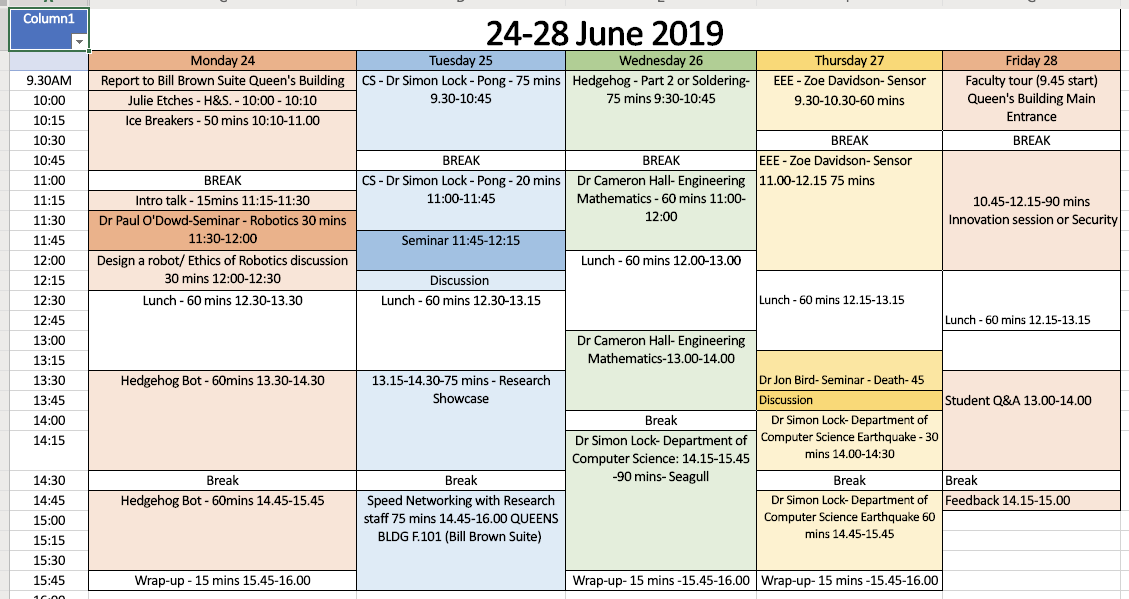 Column1
24-28 June 2019
Monday 24
Tuesday 25
Wednesday 26
Thursday 27
Friday 28
9.30AM
10:00
10:15
10:30
10:45
11:00
11:15
11:30
11:45
12:00
12:15
12:30
12:45
13:00
13:15
13:30
13:45
14:00
14:15
14:30
14:45
15:00
15:15
15:30
15:45
Report to Bill Brown Suite Queen's Building
Julie Etches - H&S. - 10:00 - 10:10
Ice Breakers - 50 mins 10:10-11.00
BREAK
Intro talk - 15mins 11:15-11:30
Dr Paul O'Dowd-Seminar - Robotics 30 mins
11:30-12:00
Design a robot/ Ethics of Robotics discussion
30 mins 12:00-12:30
Lunch - 60 mins 12.30-13.30
Hedgehog Bot - 60mins 13.30-14.30
Break
Hedgehog Bot - 60mins 14.45-15.45
Wrap-up - 15 mins 15.45-16.00
CS - Dr Simon Lock - Pong - 75 mins
9.30-10:45
BREAK
CS - Dr Simon Lock - Pong - 20 mins
11:00-11:45
Seminar 11:45-12:15
Discussion
Lunch - 60 mins 12.30-13.15
13.15-14.30-75 mins - Research
Showcase
Break
Speed Networking with Research
staff 75 mins 14.45-16.00 QUEENS
BLDG F.101 (Bill Brown Suite)
Hedgehog - Part 2 or Soldering-
75 mins 9:30-10:45
BREAK
Dr Cameron Hall- Engineering
Mathematics - 60 mins 11:00-
12:00
Lunch - 60 mins 12.00-13.00
Dr Cameron Hall- Engineering
Mathematics-13.00-14.00
Break
Dr Simon Lock- Department of
Computer Science: 14.15-15.45
-90 mins- Seagull
Wrap-up- 15 mins -15.45-16.00
EEE - Zoe Davidson- Sensor
9.30-10.30-60 mins
BREAK
EEE - Zoe Davidson- Sensor
11.00-12.15 75 mins
Lunch - 60 mins 12.15-13.15
Dr Jon Bird- Seminar - Death- 45
Discussion
Dr Simon Lock- Department of
Computer Science Earthquake - 30
mins 14.00-14:30
Break
Dr Simon Lock- Department of
Computer Science Earthquake 60
mins 14.45-15.45
Wrap-up- 15 mins -15.45-16.00
Faculty tour (9.45 start)
Queen's Building Main
Entrance
BREAK
10.45-12.15-90 mins
Innovation session or Security
Lunch - 60 mins 12.15-13.15
Student Q&A 13.00-14.00
Break
Feedback 14.15-15.00